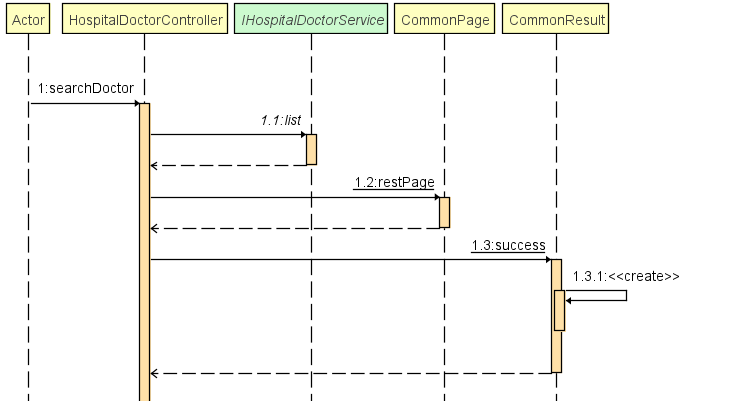 Actor
HospitalDoctorController
IHospitalDoctorService
CommonPage
CommonResult
1:searchDoctor
1.1:list
1.2:restPage
1.3:success
1.3.1:<<create>>